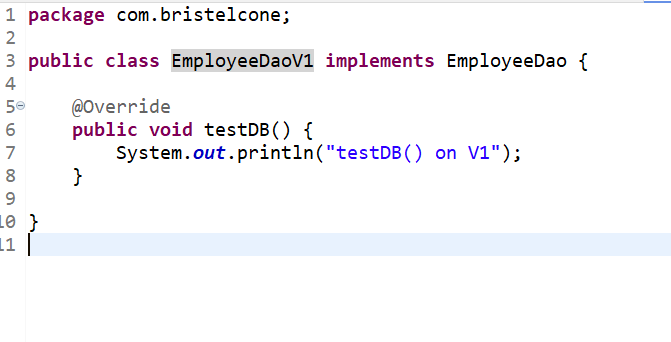 1 package com.bristelcone;
2
3 public class EmployeeDaoV1 implements EmployeeDao {
4
5 @Override
6 public void testDB() {
7 System.out.println("testDB() on V1");
8 }
9
10 }
11